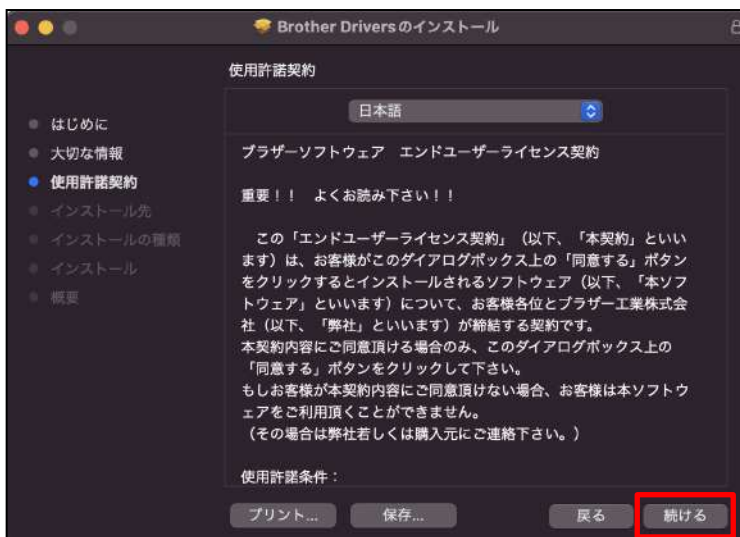 Brother Driversのインストール
使用許諾契約
はじめに
大切な情報
使用許諾契約
インストール先
インストールの種類
インストール
概要
日本語
ブラザーソフトウェア エンドユーザーライセンス契約
重要！！ よくお読み下さい！！
この「エンドユーザーライセンス契約」（以下、「本契約」といい
ます）は、お客様がこのダイアログボックス上の「同意する」ボタン
をクリックするとインストールされるソフトウェア（以下、「本ソフ
トウェア」といいます）について、お客様各位とブラザー工業株式会
社（以下、「弊社」といいます）が締結する契約です。
本契約内容にご同意頂ける場合のみ、このダイアログボックス上の
「同意する」ボタンをクリックして下さい。
もしお客様が本契約内容にご同意頂けない場合、お客様は本ソフトウ
ェアをご利用頂くことができません。
（その場合は弊社若しくは購入元にご連絡下さい。）
使用許諾条件：
プリント...
保存...
戻る
続ける